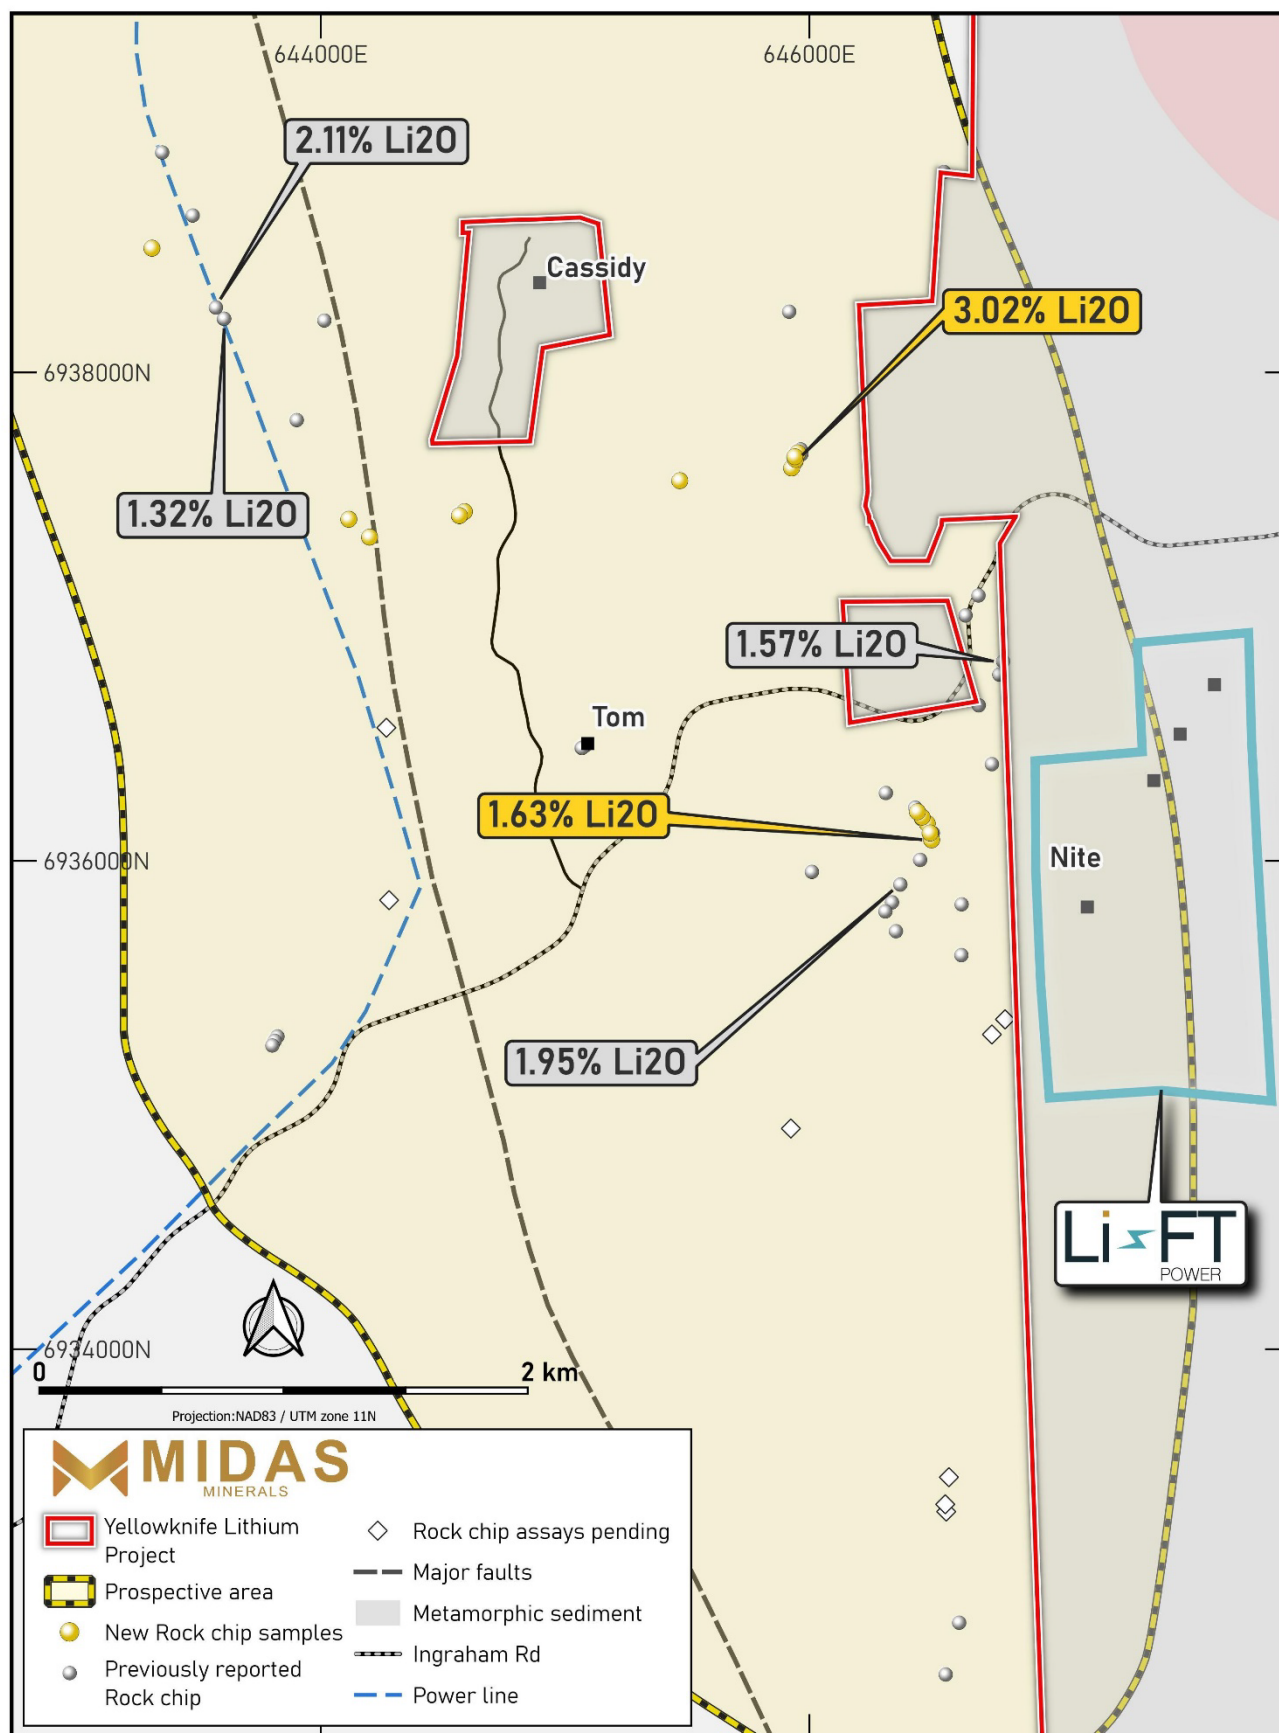 644000E
646000E
2.11% Li2O
Cassidy
3.02% Li2O
6938000N
1.32% Li2O
1.57% Li2O
Tom
1.63% Li2O
6936000N
Nite
1.95% Li2O
Li FT
POWER
6934000N
0
2 km
Projection:NAD83 / UTM zone 11N
MIDAS
MINERALS
Yellowknife Lithium
Project
Prospective area
New Rock chip samples
Previously reported
Rock chip
Rock chip assays pending
Major faults
Metamorphic sediment
Ingraham Rd
Power line